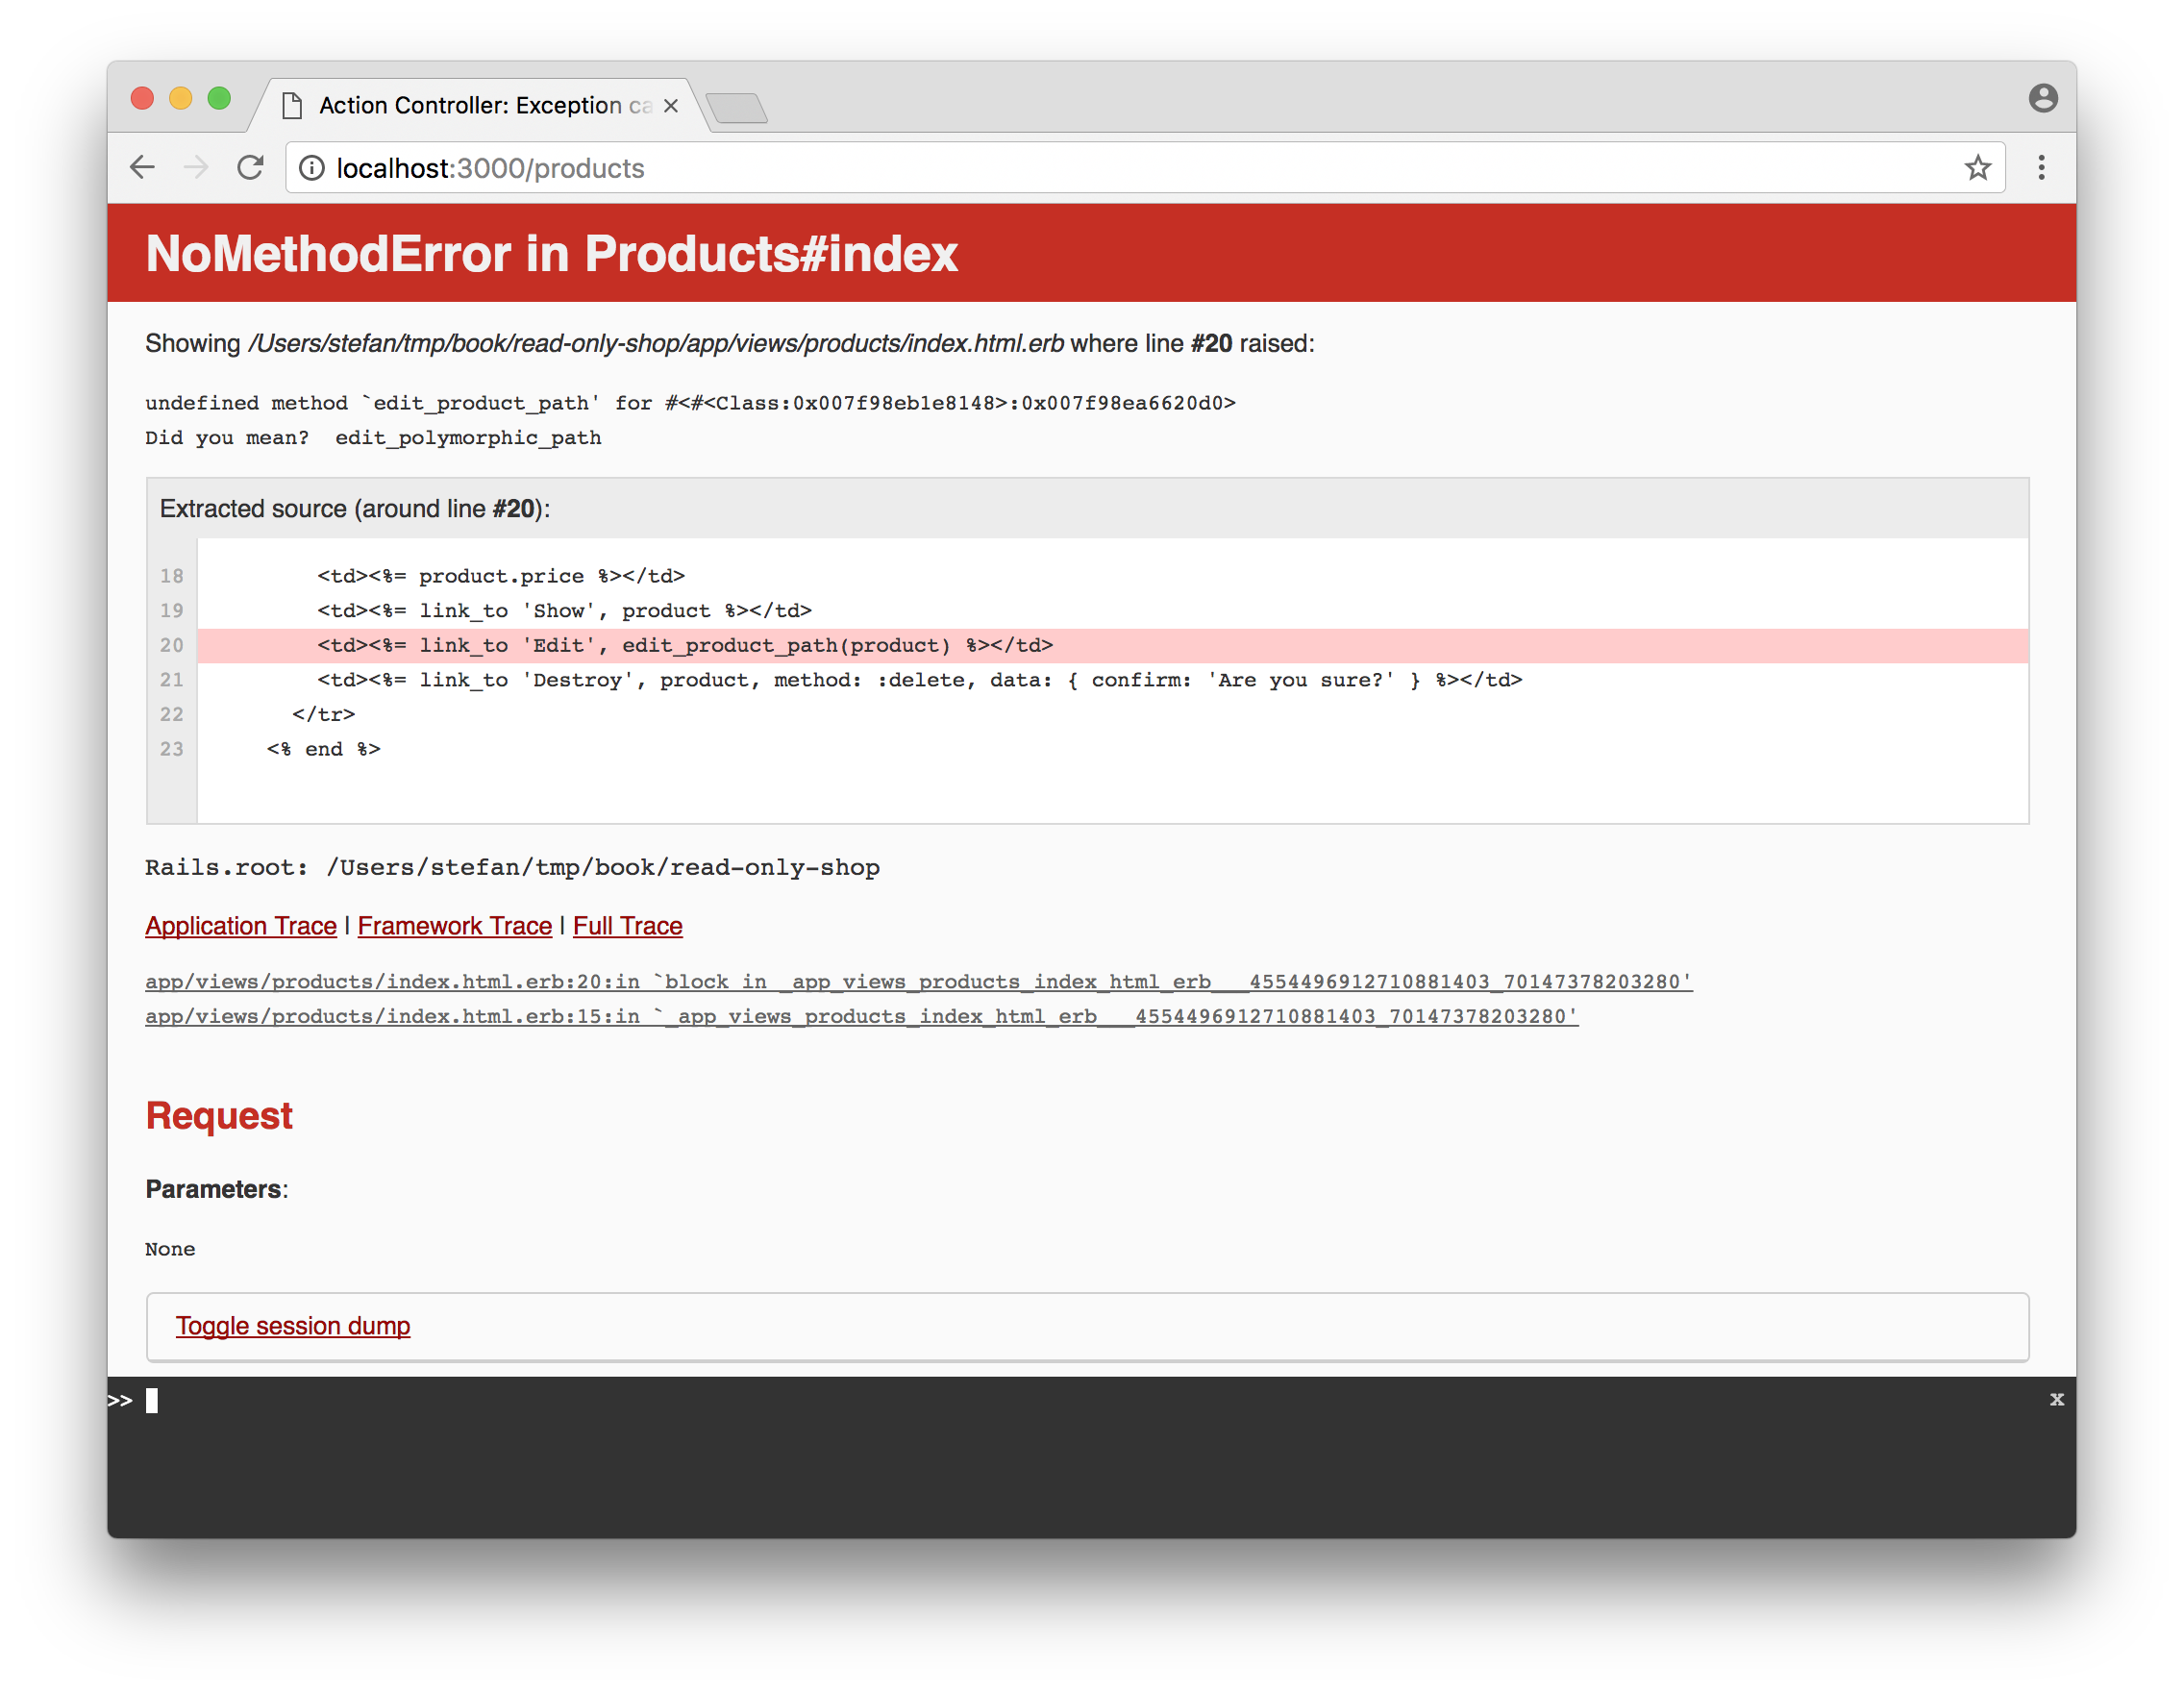 Action Controller: Exception ca
localhost:3000/products
NoMethodError in Products#index
Showing /Users/stefan/tmp/book/read-only-shop/app/views/products/index.html.erb where line #20 raised:
undefined method `edit_product_path' for #<#<Class:0x007f98eb1e8148>:0x007f98ea6620d0>
Did you mean?  edit_polymorphic_path
Extracted source (around line #20):
18 <td><%= product.price %></td>
19 <td><%= link_to 'Show', product %></td>
20 <td><%= link_to 'Edit', edit_product_path(product) %></td>
21 <td><%= link_to 'Destroy', product, method: :delete, data: { confirm: 'Are you sure?' } %></td>
22 </tr>
23 <% end %>
Rails.root: /Users/stefan/tmp/book/read-only-shop
Application Trace | Framework Trace | Full Trace
app/views/products/index.html.erb:20:in `block in _app_views_products_index_html_erb___4554496912710881403_70147378203280'
app/views/products/index.html.erb:15:in `_app_views_products_index_html_erb___4554496912710881403_70147378203280'
Request
Parameters:
None
Toggle session dump
>>
x